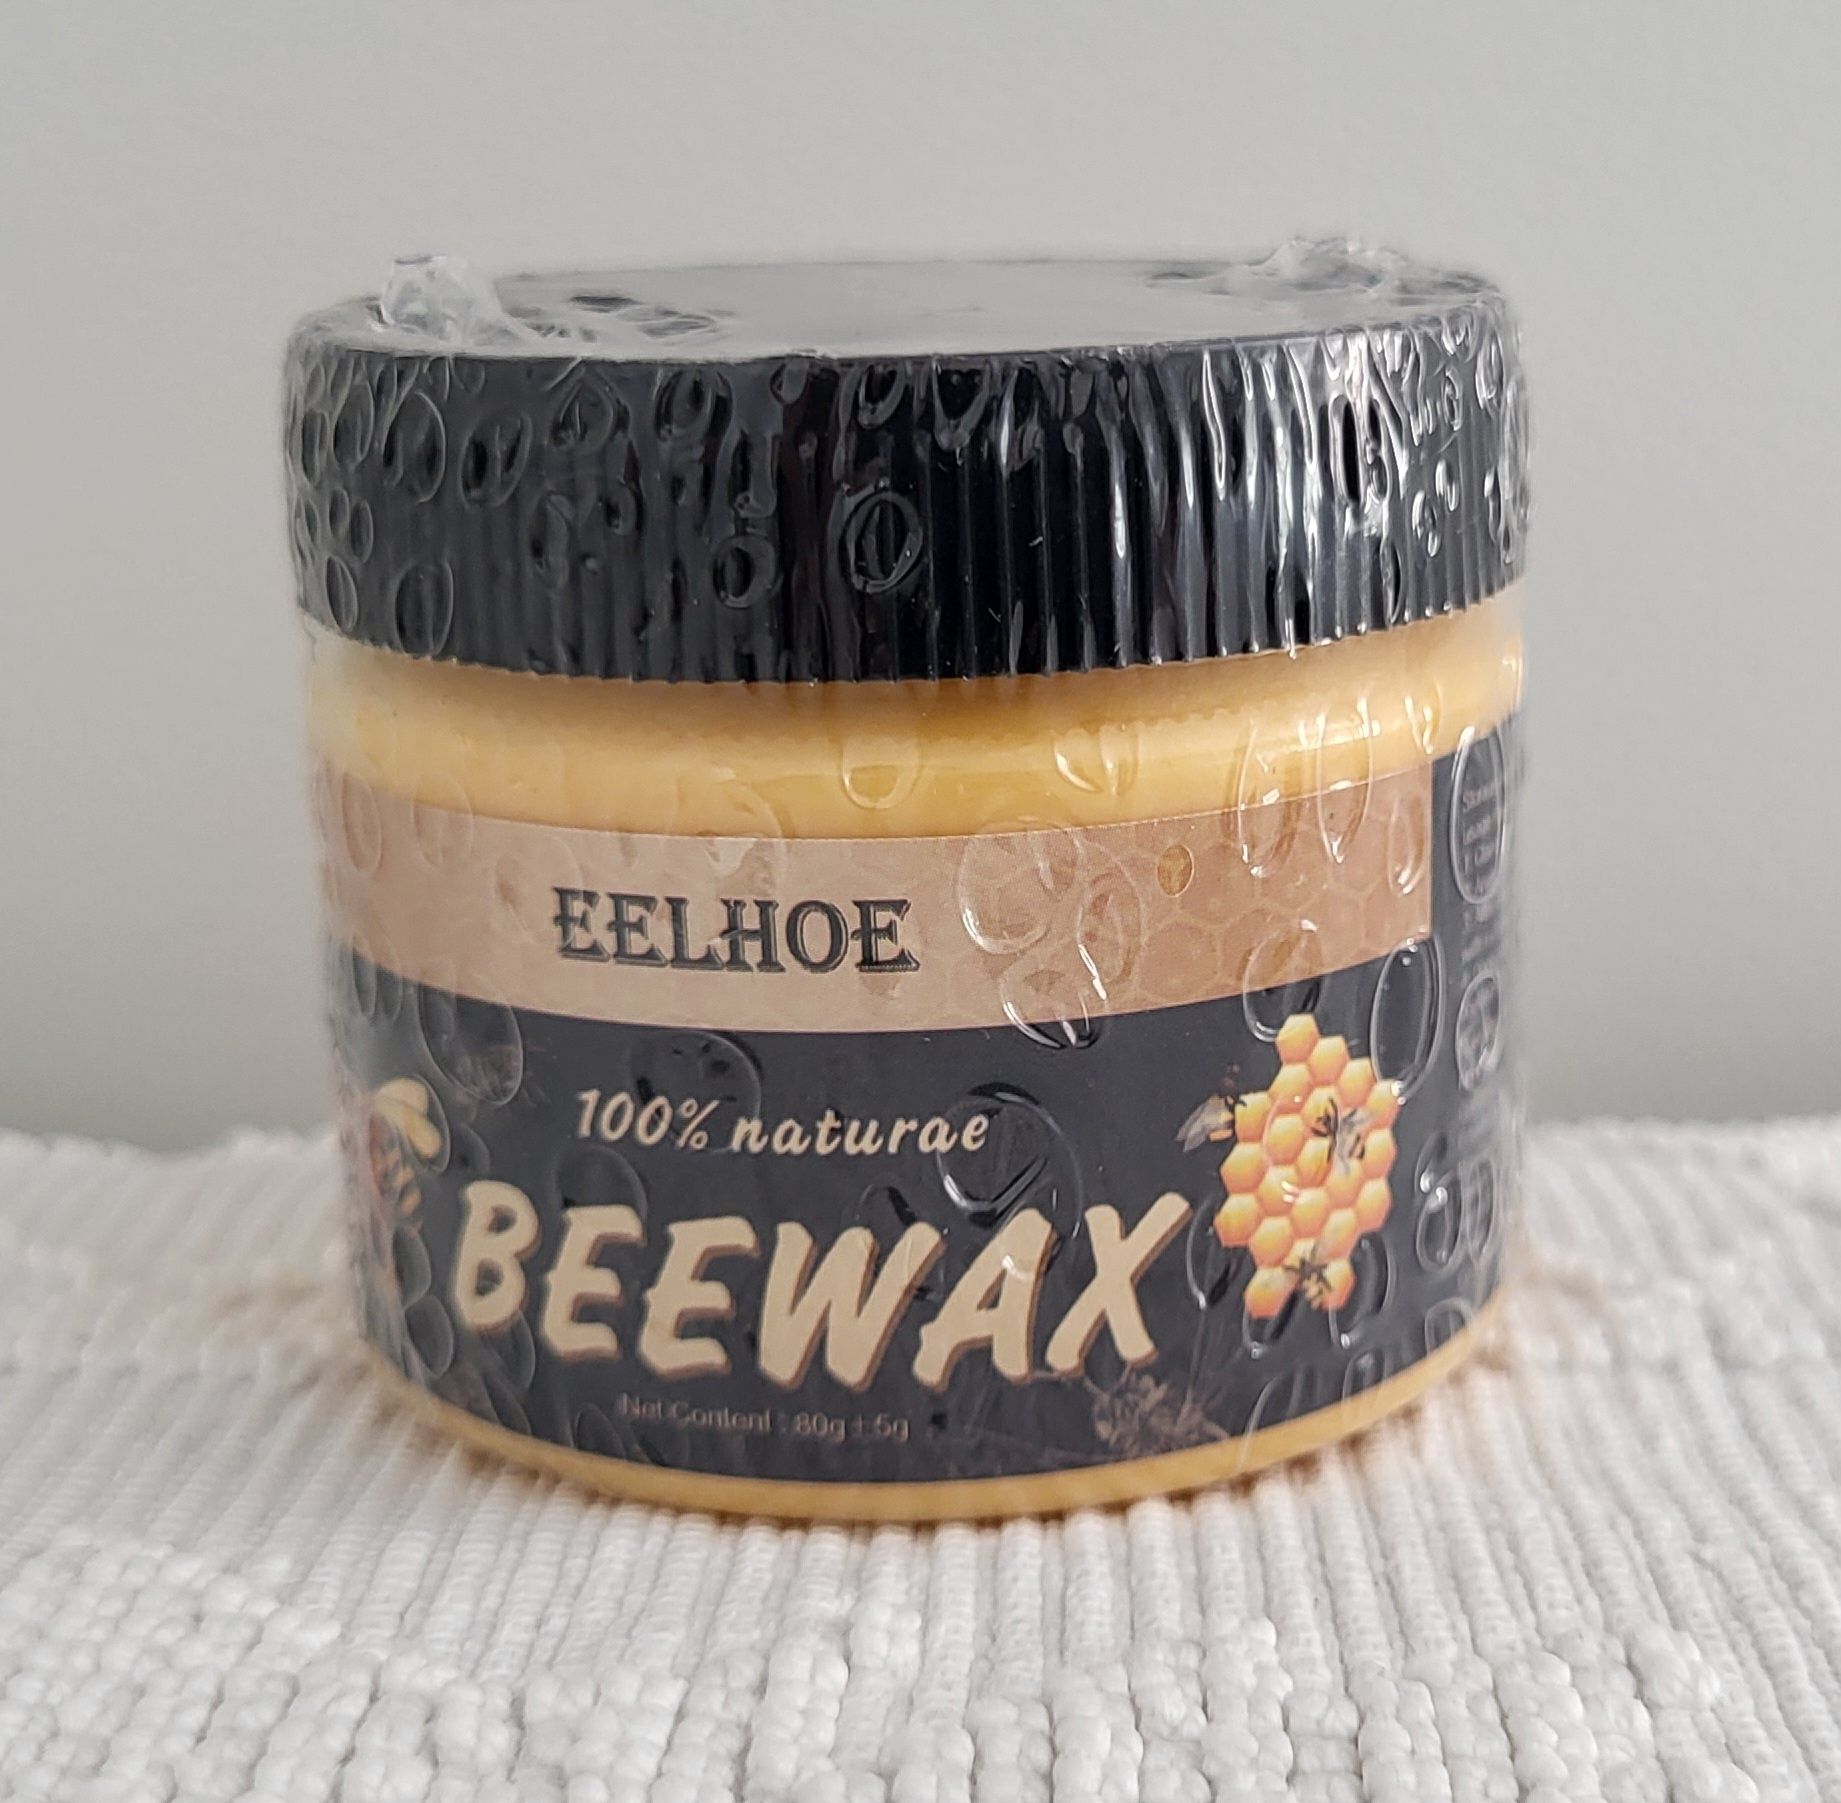 EELHOE
100% naturae
BEEWAX
Net Content : 80g±5g